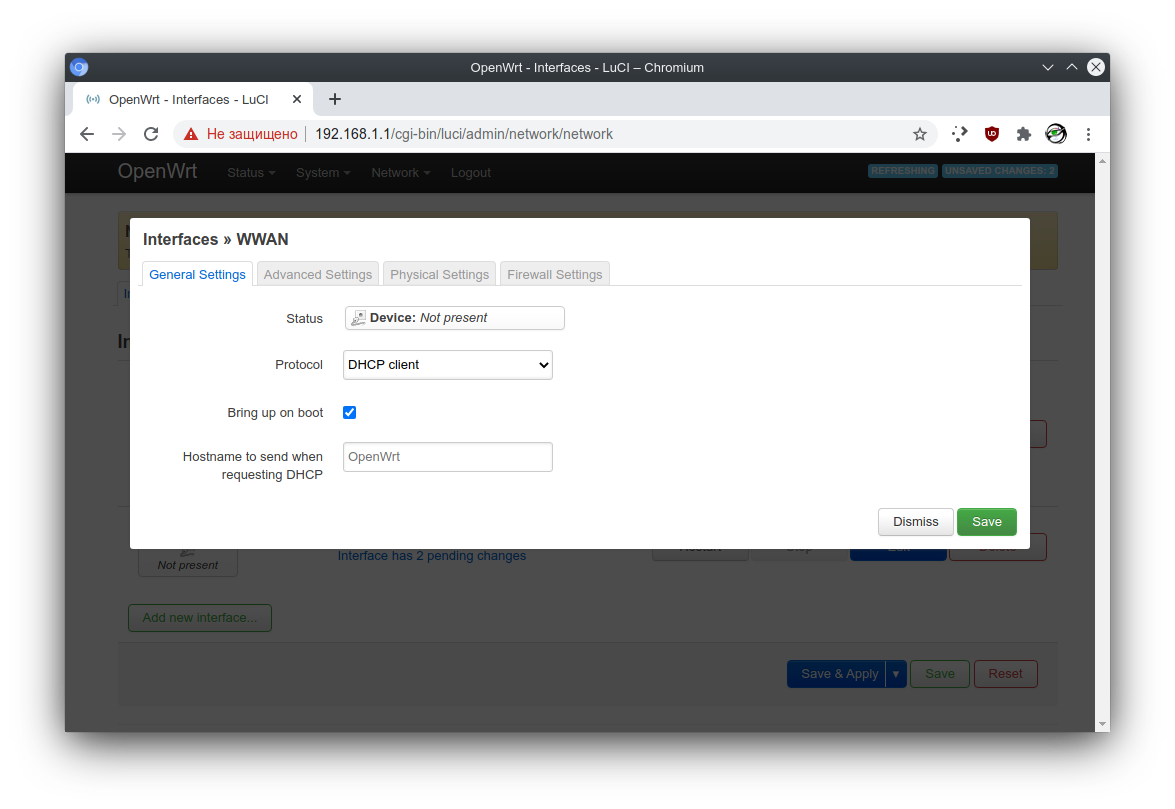 OpenWrt - Interfaces - LuCI – Chromium
OpenWrt - Interfaces - LuCI
Не защищено 192.168.1.1/cgi-bin/luci/admin/network/network
OpenWrt Status System Network Logout REFRESHING UNSAVED CHANGES: 2
Interfaces » WWAN
General Settings Advanced Settings Physical Settings Firewall Settings
Status Device: Not present
Protocol DHCP client
Bring up on boot
Hostname to send when OpenWrt
requesting DHCP
Dismiss Save
Interface has 2 pending changes
Not present
Add new interface...
Save & Apply Save Reset